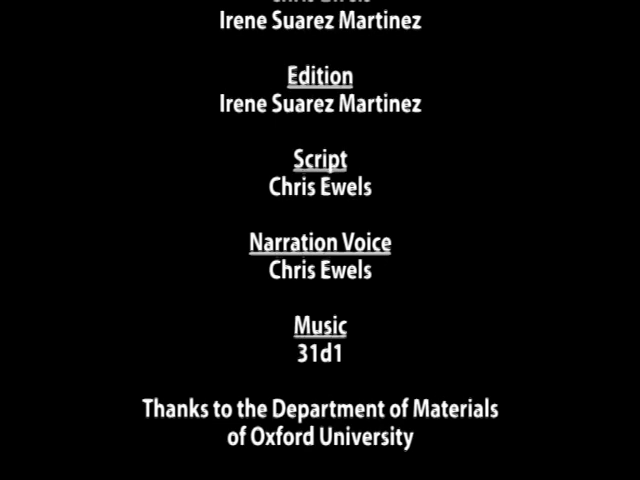 Irene Suarez Martinez
Edition
Irene Suarez Martinez
Script
Chris Ewels
Narration Voice
Chris Ewels
Music
31d1
Thanks to the Department of Materials
of Oxford University